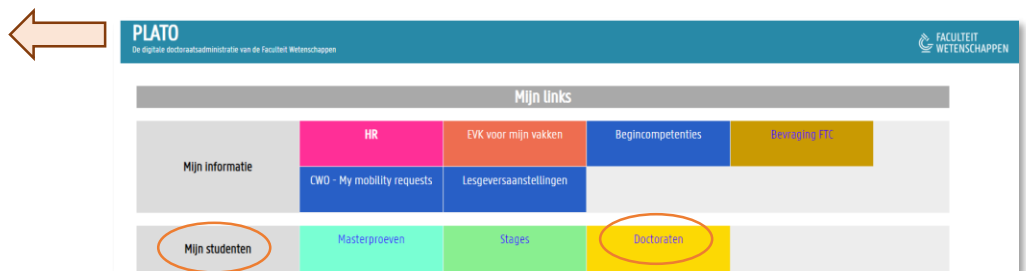 PLATO
De digitale doctoraatsadministratie van de Faculteit Wetenschappen
FACULTEIT
WETENSCHAPPEN
Mijn links
Mijn informatie
HR
EVK voor mijn vakken
Begincompetenties
Bevraging FTC
CWO - My mobility requests
Lesgeversaanstellingen
Mijn studenten
Masterproeven
Stages
Doctoraten